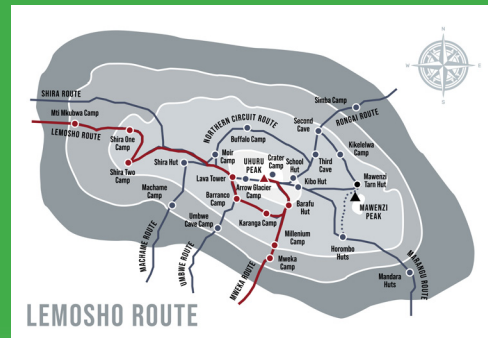 N
SHIRA ROUTE
Mti Mkubwa Camp
LEMOSHO ROUTE
Shira One
Camp
Shira Two
Camp
Shira Hut
Moir
Camp
NORTHERN CIRCUIT ROUTE
Buffalo Camp
Second
Cave
Simba Camp
RONGAI ROUTE
Kikelelwa
Camp
Third
Cave
School
Hut
Crater
Camp
UHURU
PEAK
Lava Tower
Arrow Glacier
Camp
Kibo Hut
Mawenzi
Tarn Hut
MAWENZI
PEAK
Machame
Camp
Barranco
Camp
Barafu
Hut
Umbwe
Cave Camp
Karanga Camp
Millenium
Camp
Mweka
Camp
Horombo
Huts
Mandara
Huts
MACHAME ROUTE
UMBWE ROUTE
MWEKA ROUTE
MARANGU ROUTE
LEMOSHO ROUTE